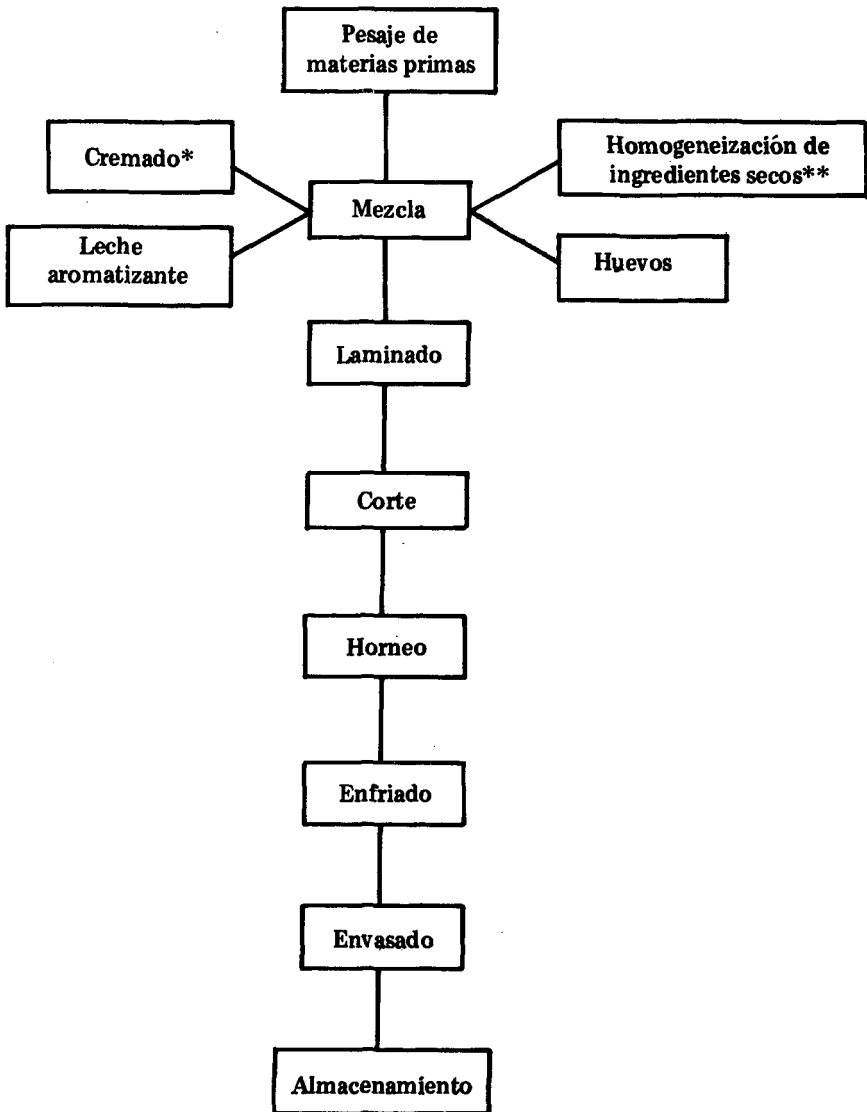 Pesaje de
materias primas
Cremado*
Homogeneización de
ingredientes secos**
Mezcla
Leche
aromatizante
Huevos
Laminado
Corte
Horneo
Enfriado
Envasado
Almacenamiento